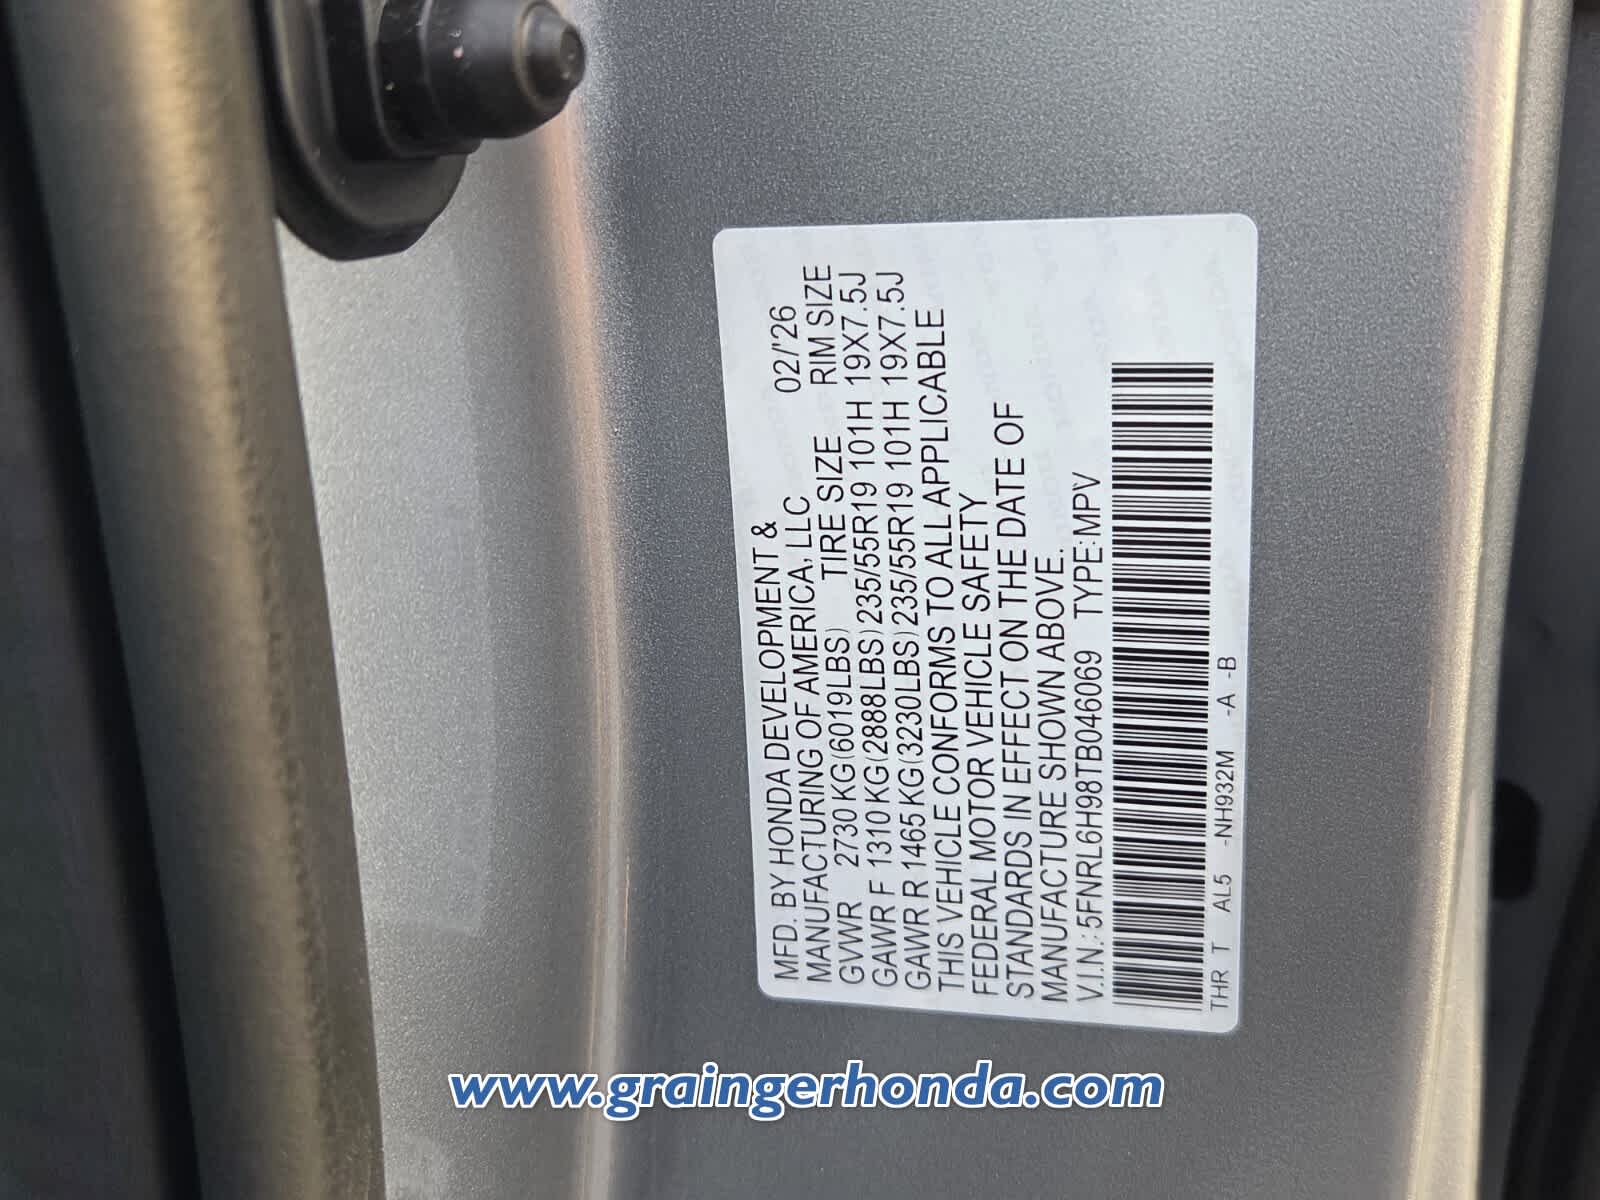 MFD. BY HONDA DEVELOPMENT &
MANUFACTURING OF AMERICA, LLC 02/'26
GVWR 2730 KG (6019LBS) TIRE SIZE RIM SIZE
GAWR F 1310 KG (2888LBS) 235/55R19 101H 19X7.5J
GAWR R 1465 KG (3230LBS) 235/55R19 101H 19X7.5J
THIS VEHICLE CONFORMS TO ALL APPLICABLE
FEDERAL MOTOR VEHICLE SAFETY
STANDARDS IN EFFECT ON THE DATE OF
MANUFACTURE SHOWN ABOVE.
V.I.N.: 5FNRL6H98TB046069 TYPE: MPV
THR T AL5 -NH932M -A -B
www.graingerhonda.com